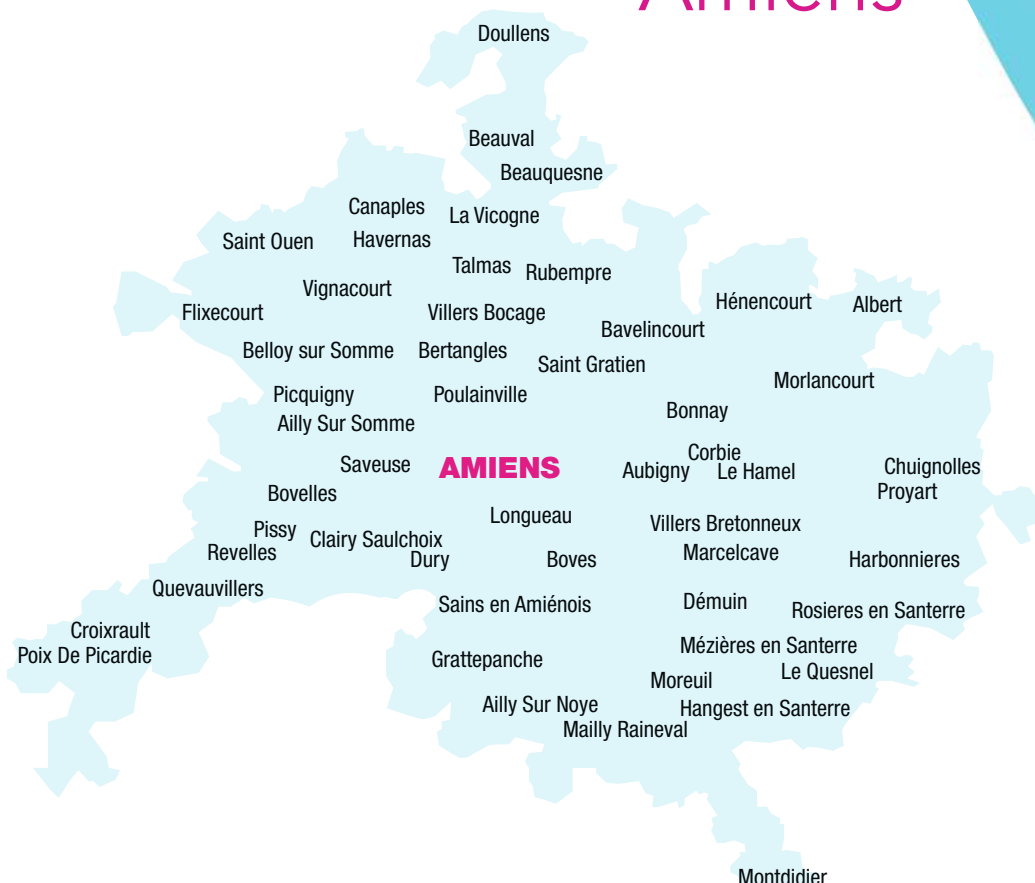 Amiens
Doullens
Beauval
Beauquesne
Canaples
La Vicogne
Saint Ouen
Havernas
Talmas
Rubempre
Vignacourt
Hénencourt
Albert
Flixecourt
Villers Bocage
Bavelincourt
Belloy sur Somme
Bertangles
Saint Gratien
Morlancourt
Picquigny
Poulainville
Bonnay
Ailly Sur Somme
Corbie
Saveuse
AMIENS
Aubigny
Le Hamel
Chuignolles
Bovelles
Proyart
Longueau
Villers Bretonneux
Pissy
Clairy Saulchoix
Revelles
Dury
Boves
Marcelcave
Harbonnieres
Quevauvillers
Sains en Amiénois
Démuin
Rosieres en Santerre
Croixrault
Poix De Picardie
Grattepanche
Mézières en Santerre
Le Quesnel
Moreuil
Ailly Sur Noye
Hangest en Santerre
Mailly Raineval
Montdidier